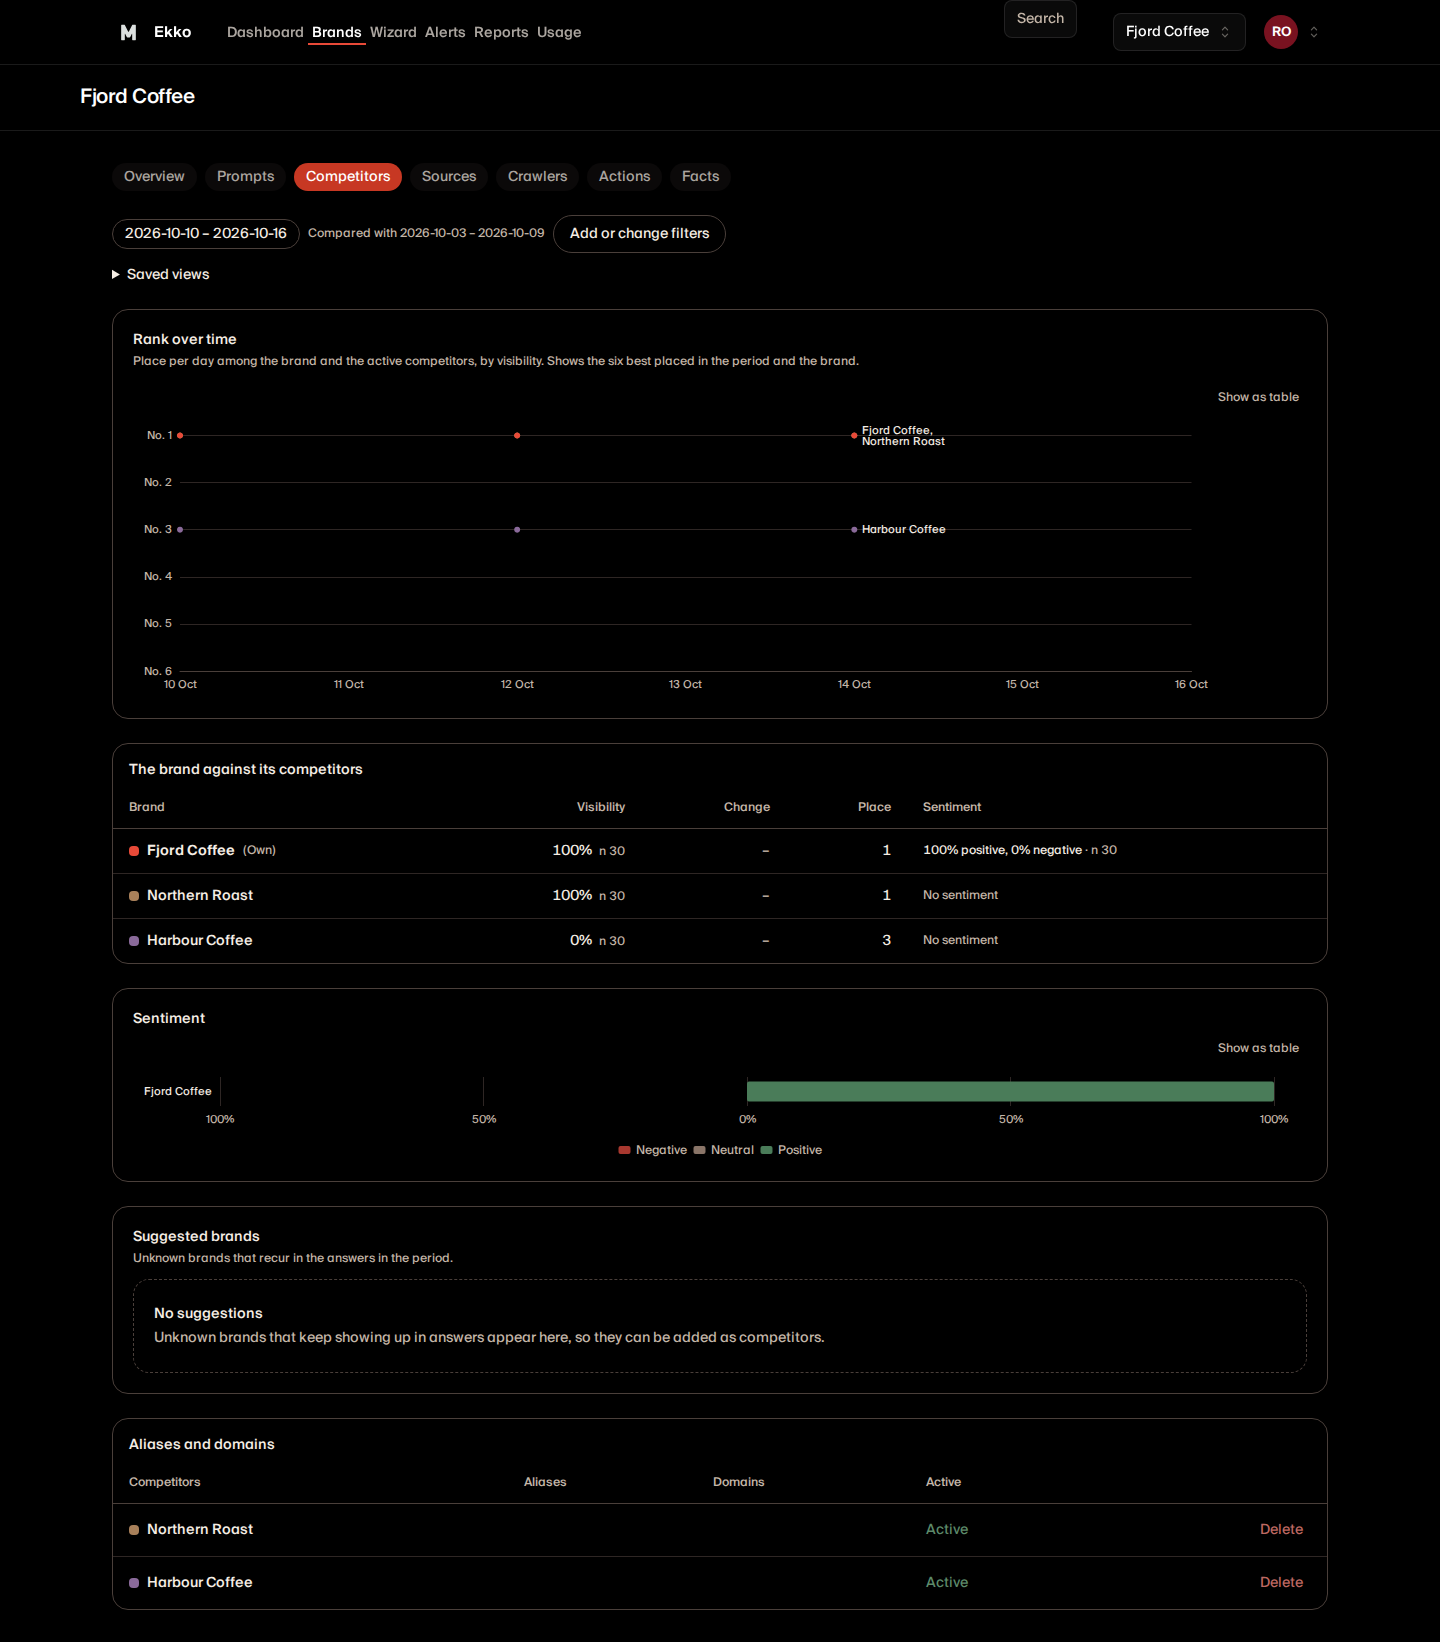 M Ekko Dashboard Brands Wizard Alerts Reports Usage Search Fjord Coffee RO
Fjord Coffee
Overview Prompts Competitors Sources Crawlers Actions Facts
2026-10-10 – 2026-10-16 Compared with 2026-10-03 – 2026-10-09 Add or change filters
Saved views
Rank over time
Place per day among the brand and the active competitors, by visibility. Shows the six best placed in the period and the brand.
Show as table
No. 1 Fjord Coffee,
Northern Roast
No. 2
No. 3 Harbour Coffee
No. 4
No. 5
No. 6
10 Oct 11 Oct 12 Oct 13 Oct 14 Oct 15 Oct 16 Oct
The brand against its competitors
Brand Visibility Change Place Sentiment
Fjord Coffee (Own) 100% n 30 – 1 100% positive, 0% negative · n 30
Northern Roast 100% n 30 – 1 No sentiment
Harbour Coffee 0% n 30 – 3 No sentiment
Sentiment
Show as table
Fjord Coffee
100% 50% 0% 50% 100%
Negative Neutral Positive
Suggested brands
Unknown brands that recur in the answers in the period.
No suggestions
Unknown brands that keep showing up in answers appear here, so they can be added as competitors.
Aliases and domains
Competitors Aliases Domains Active
Northern Roast Active Delete
Harbour Coffee Active Delete